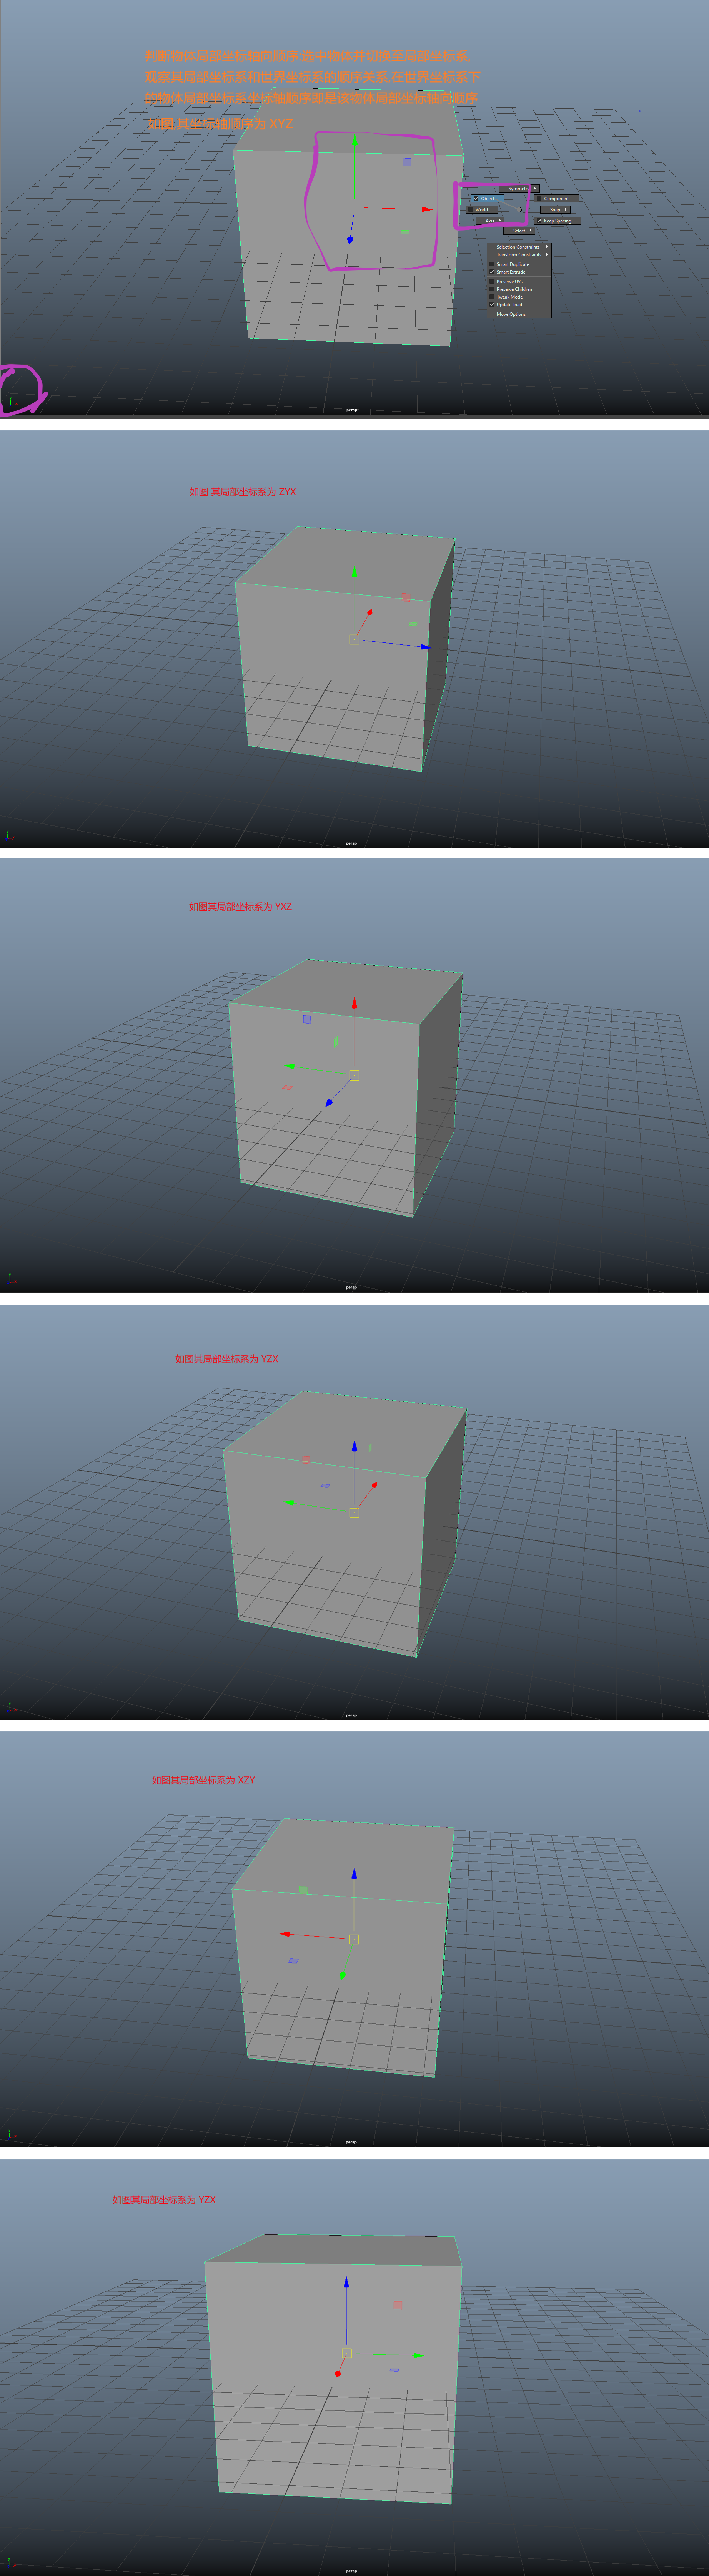 判断物体局部坐标轴向顺序:选中物体并切换至局部坐标系,
观察其局部坐标系和世界坐标系的顺序关系,在世界坐标系下
的物体局部坐标系坐标轴顺序即是该物体局部坐标轴向顺序
如图,其坐标轴顺序为 XYZ
Symmetry
Object
Component
World
Snap
Axis
Keep Spacing
Select
Selection Constraints
Transform Constraints
Smart Duplicate
Smart Extrude
Preserve UVs
Preserve Children
Tweak Mode
Update Triad
Move Options
persp
如图 其局部坐标系为 ZYX
persp
如图其局部坐标系为 YXZ
persp
如图其局部坐标系为 YZX
persp
如图其局部坐标系为 XZY
persp
如图其局部坐标系为 YZX
persp